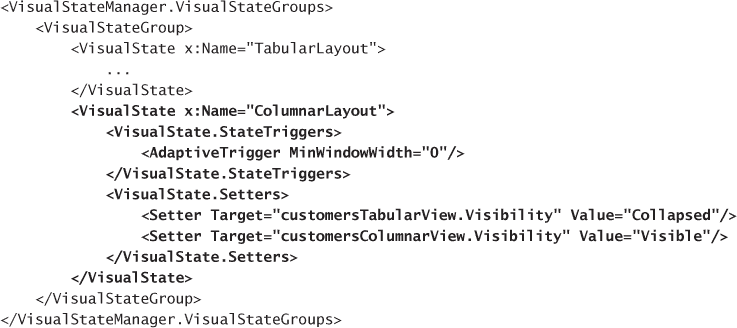 <VisualStateManager.VisualStateGroups>
    <VisualStateGroup>
        <VisualState x:Name="TabularLayout">
            ...
        </VisualState>
        <VisualState x:Name="ColumnarLayout">
            <VisualState.StateTriggers>
                <AdaptiveTrigger MinWindowWidth="0"/>
            </VisualState.StateTriggers>
            <VisualState.Setters>
                <Setter Target="customersTabularView.Visibility" Value="Collapsed"/>
                <Setter Target="customersColumnarView.Visibility" Value="Visible"/>
            </VisualState.Setters>
        </VisualState>
    </VisualStateGroup>
</VisualStateManager.VisualStateGroups>